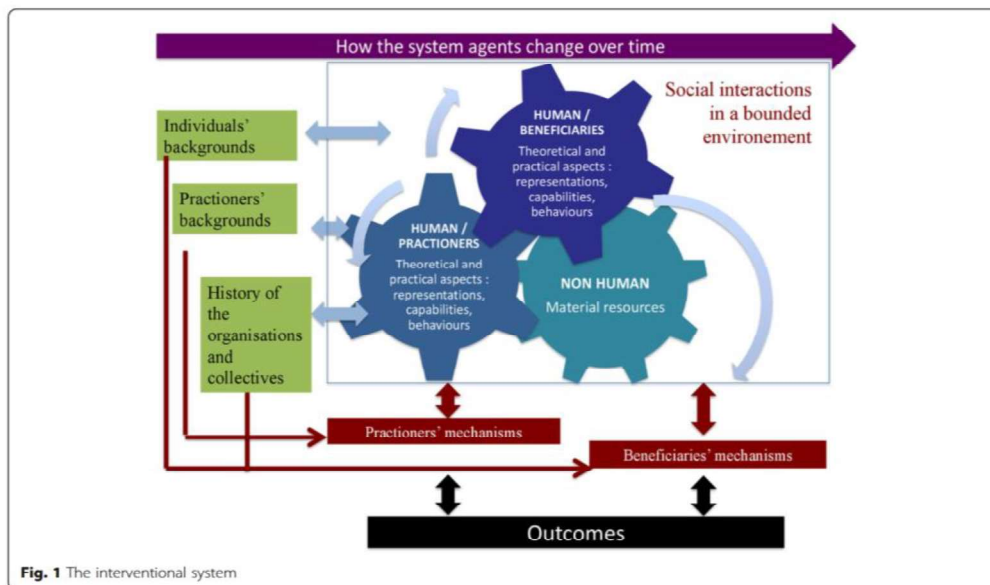 How the system agents change over time
Social interactions
in a bounded
environement
Individuals'
backgrounds
Practioners'
backgrounds
History of
the
organisations
and
collectives
HUMAN /
BENEFICIARIES
Theoretical and
practical aspects :
representations,
capabilities,
behaviours
HUMAN /
PRACTIONERS
Theoretical and
practical aspects :
representations,
capabilities,
behaviours
NON HUMAN
Material resources
Practioners' mechanisms
Beneficiaries' mechanisms
Outcomes
Fig. 1 The interventional system